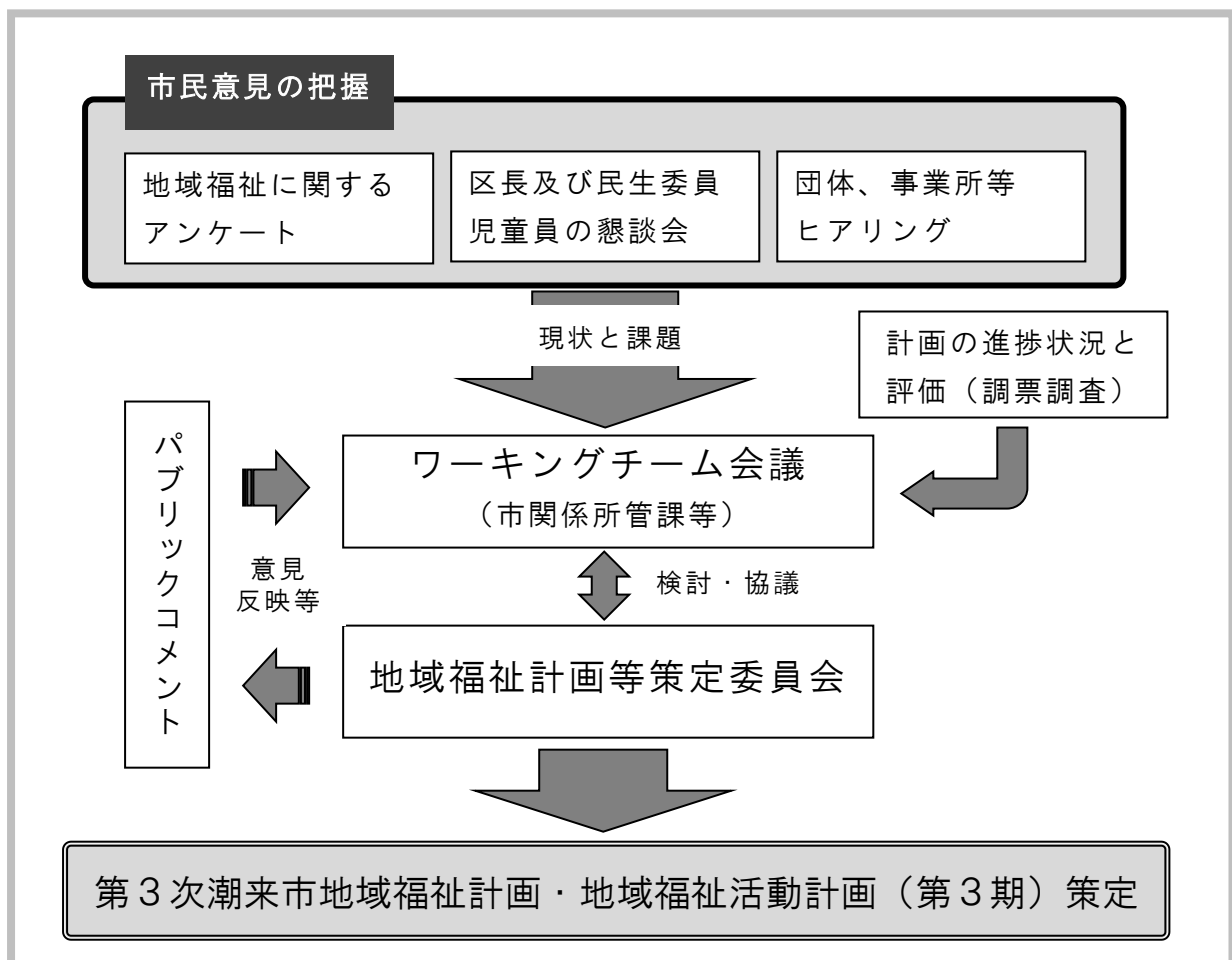 市民意見の把握
地域福祉に関する
アンケート
区長及び民生委員
児童員の懇談会
団体、事業所等
ヒアリング
現状と課題
計画の進捗状況と
評価（調票調査）
パブリックコメント
ワーキングチーム会議
（市関係所管課等）
意見
反映等
検討・協議
地域福祉計画等策定委員会
第３次潮来市地域福祉計画・地域福祉活動計画（第３期）策定